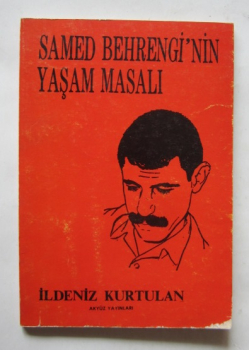 SAMED BEHRENGİ'NİN
YAŞAM MASALI
İLDENİZ KURTULAN